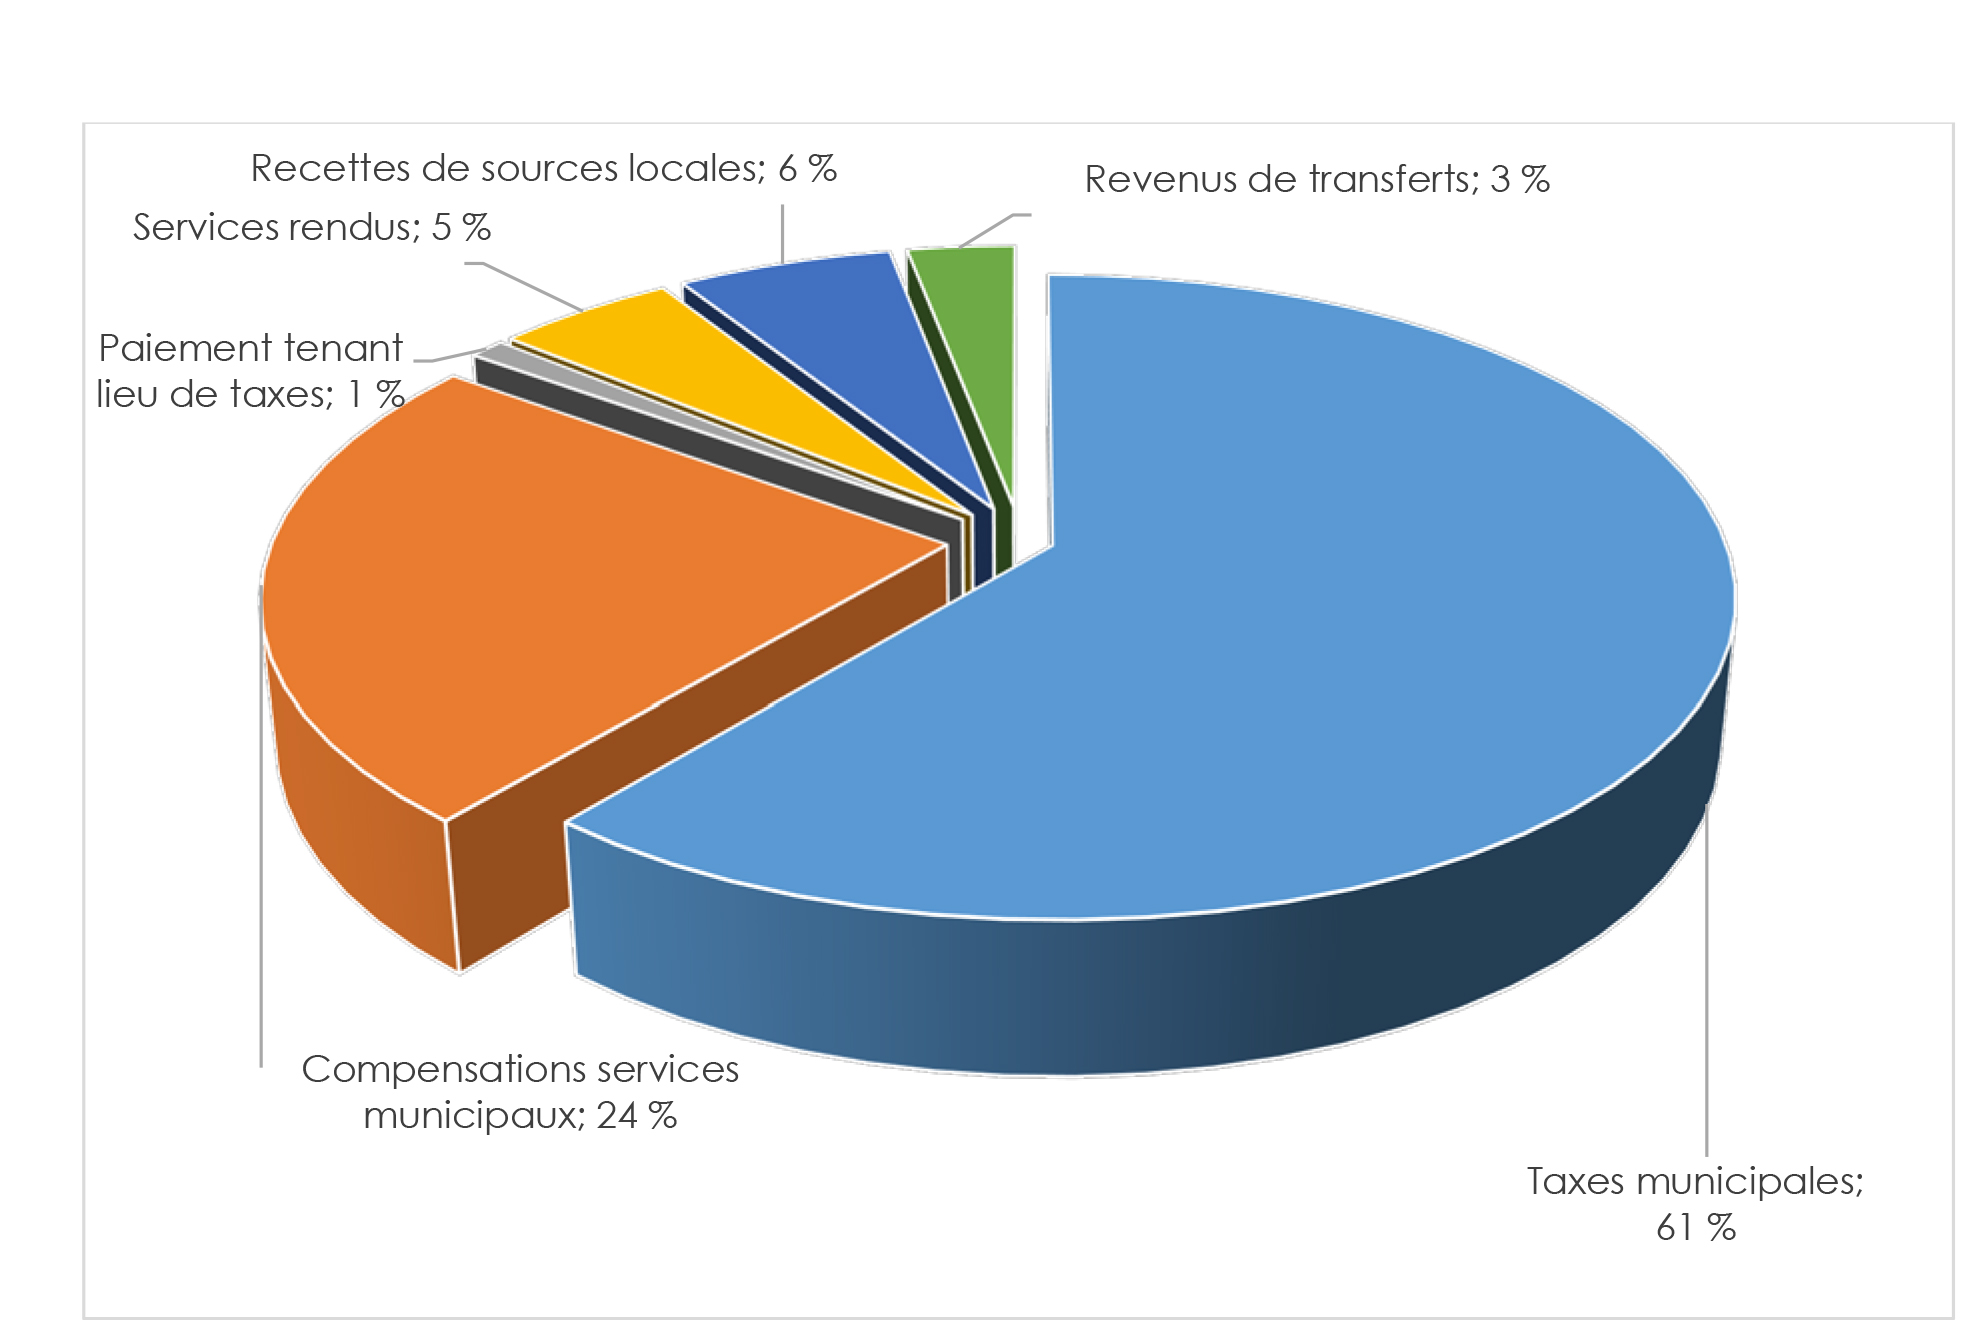 Recettes de sources locales; 6 %
Revenus de transferts; 3 %
Services rendus; 5 %
Paiement tenant
lieu de taxes; 1 %
Compensations services
municipaux; 24 %
Taxes municipales;
61 %